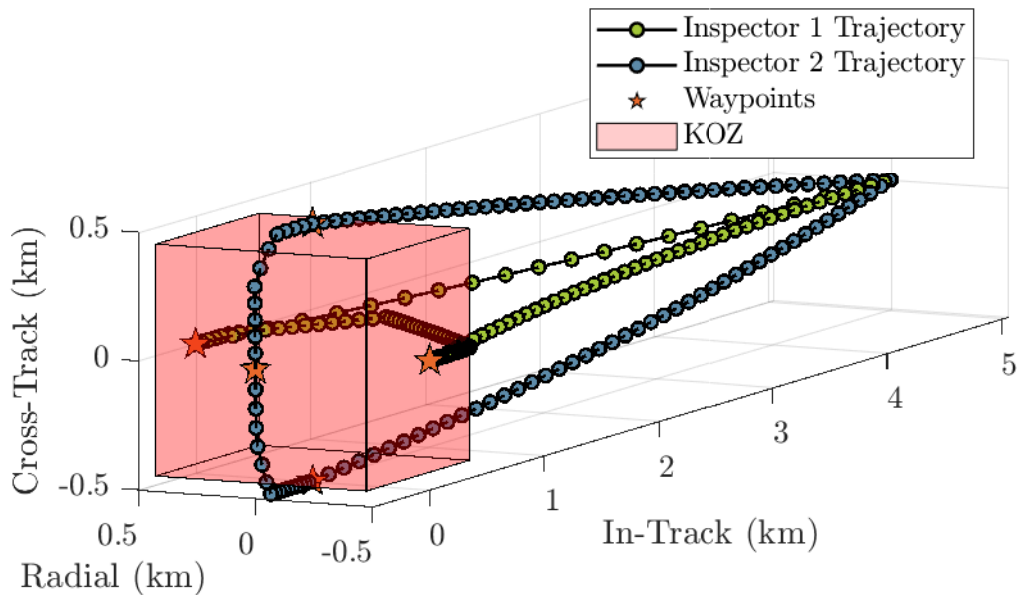 Inspector 1 Trajectory
Inspector 2 Trajectory
Waypoints
KOZ
Cross-Track (km)
0.5
0
-0.5
0.5
0
-0.5
Radial (km)
0
1
2
3
4
5
In-Track (km)